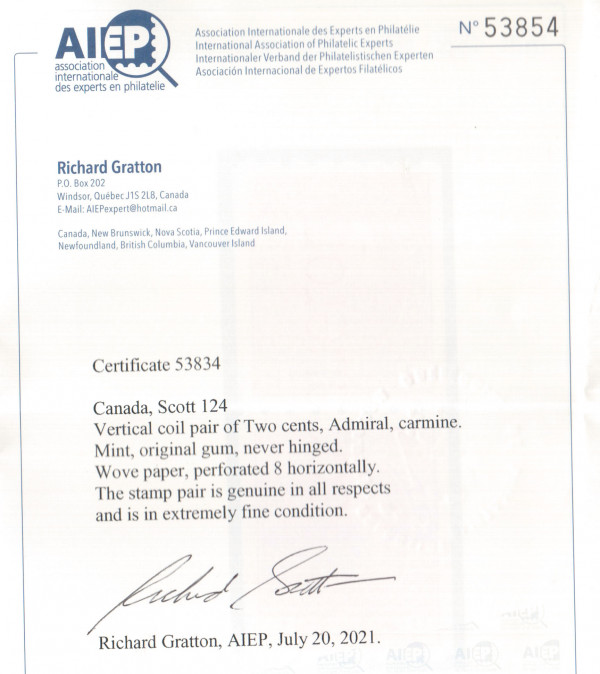 AIEP
association
internationale
des experts en philatelie
Association Internationale des Experts en Philatélie
International Association of Philatelic Experts
Internationaler Verband der Philatelistischen Experten
Asociación Internacional de Expertos Filatélicos
N° 53854
Richard Gratton
P.O. Box 202
Windsor, Québec J1S 2L8, Canada
E-Mail: AIEPexpert@hotmail.ca
Canada, New Brunswick, Nova Scotia, Prince Edward Island,
Newfoundland, British Columbia, Vancouver Island
Certificate 53834
Canada, Scott 124
Vertical coil pair of Two cents, Admiral, carmine.
Mint, original gum, never hinged.
Wove paper, perforated 8 horizontally.
The stamp pair is genuine in all respects
and is in extremely fine condition.
Richard Gratton, AIEP, July 20, 2021.
AIEP AIEP AIEP